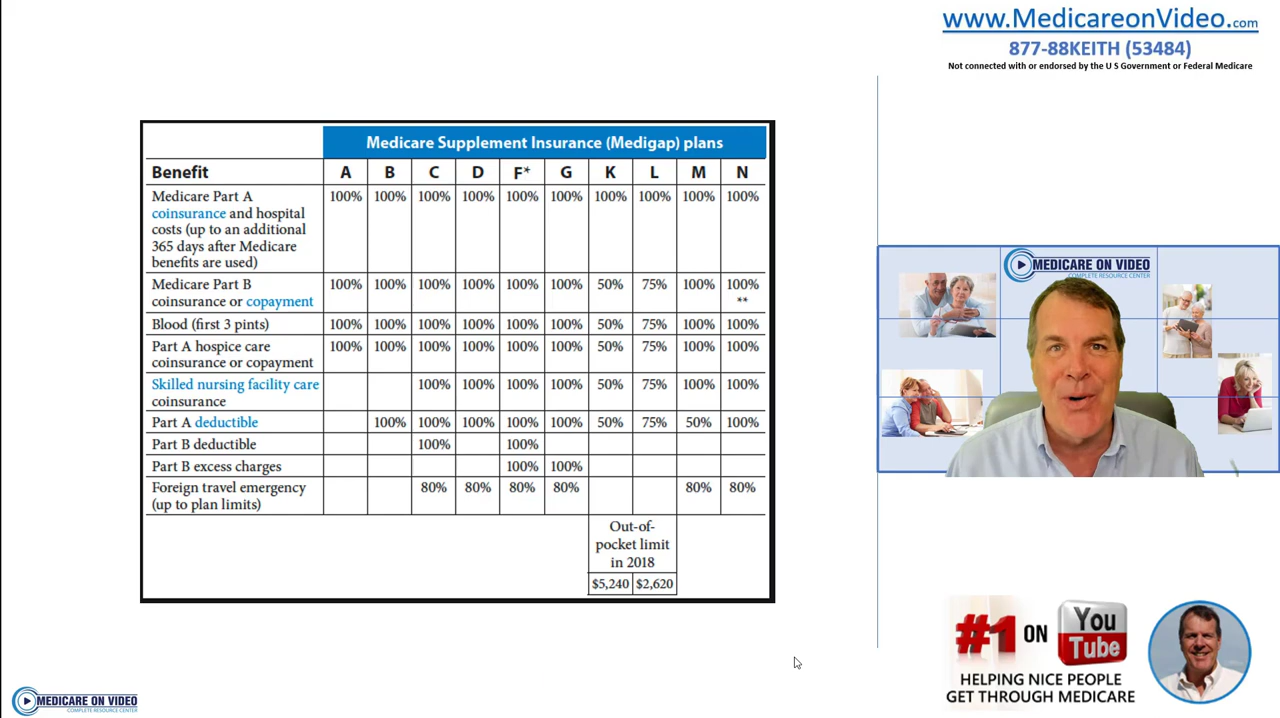 www.MedicareonVideo.com
877-88KEITH (53484)
Not connected with or endorsed by the U S Government or Federal Medicare
Medicare Supplement Insurance (Medigap) plans
Benefit A B C D F* G K L M N
Medicare Part A 100% 100% 100% 100% 100% 100% 100% 100% 100% 100%
coinsurance and hospital
costs (up to an additional
365 days after Medicare
benefits are used)
Medicare Part B 100% 100% 100% 100% 100% 100% 50% 75% 100% 100%
coinsurance or copayment **
Blood (first 3 pints) 100% 100% 100% 100% 100% 100% 50% 75% 100% 100%
Part A hospice care 100% 100% 100% 100% 100% 100% 50% 75% 100% 100%
coinsurance or copayment
Skilled nursing facility care 100% 100% 100% 100% 50% 75% 100% 100%
coinsurance
Part A deductible 100% 100% 100% 100% 100% 50% 75% 50% 100%
Part B deductible 100% 100%
Part B excess charges 100% 100%
Foreign travel emergency 80% 80% 80% 80% 80% 80%
(up to plan limits)
Out-of-
pocket limit
in 2018
$5,240 $2,620
MEDICARE ON VIDEO
COMPLETE RESOURCE CENTER
#1 ON YouTube
HELPING NICE PEOPLE
GET THROUGH MEDICARE
MEDICARE ON VIDEO
COMPLETE RESOURCE CENTER